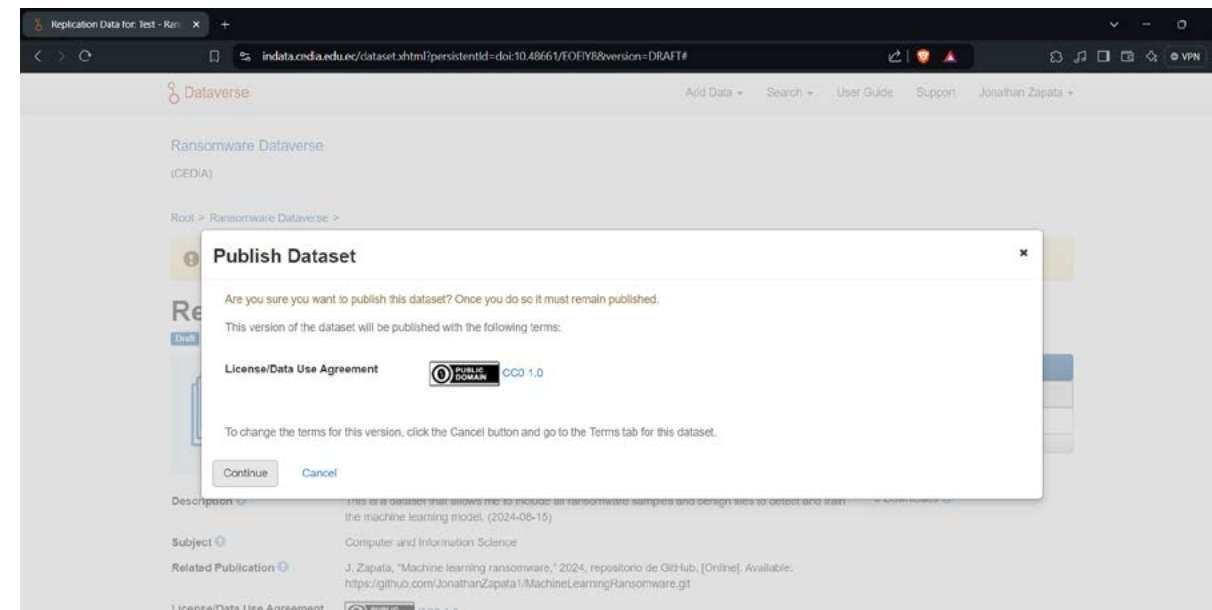 Replication Data for: Test - Ran
indata.cedia.edu.ec/dataset.xhtml?persistentId=doi:10.48661/EOEIY8&version=DRAFT#
VPN
Dataverse
Add Data
Search
User Guide
Support
Jonathan Zapata
Ransomware Dataverse
(CEDIA)
Root > Ransomware Dataverse >
Publish Dataset
Re
Draft
Are you sure you want to publish this dataset? Once you do so it must remain published.
This version of the dataset will be published with the following terms:
License/Data Use Agreement
PUBLIC DOMAIN
CC0 1.0
To change the terms for this version, click the Cancel button and go to the Terms tab for this dataset.
Continue
Cancel
Description
This is a dataset that allows me to include all ransomware samples and benign files to detect and train
the machine learning model. (2024-08-15)
Subject
Computer and Information Science
Related Publication
J. Zapata, "Machine learning ransomware," 2024, repositorio de GitHub. [Online]. Available:
https://github.com/JonathanZapata1/MachineLearningRansomware.git
License/Data Use Agreement